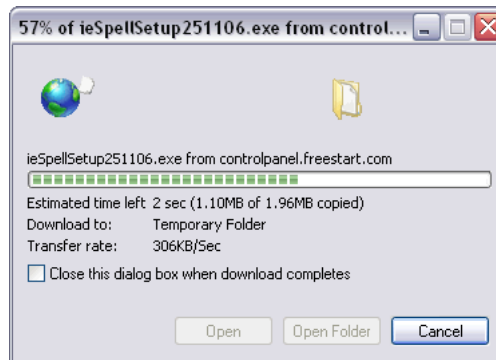 57% of ieSpellSetup251106.exe from control...
ieSpellSetup251106.exe from controlpanel.freestart.com
Estimated time left 2 sec (1.10MB of 1.96MB copied)
Download to: Temporary Folder
Transfer rate: 306KB/Sec
Close this dialog box when download completes
Open Open Folder Cancel